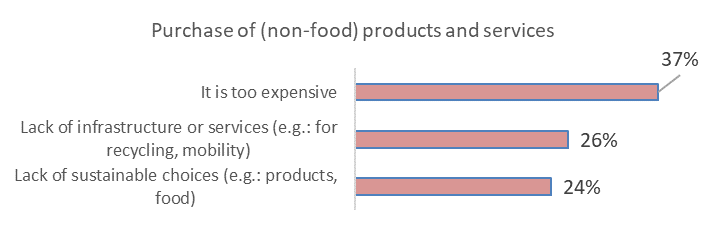 Purchase of (non-food) products and services
37%
It is too expensive
Lack of infrastructure or services (e.g.: for
recycling, mobility)
26%
Lack of sustainable choices (e.g.: products,
food)
24%